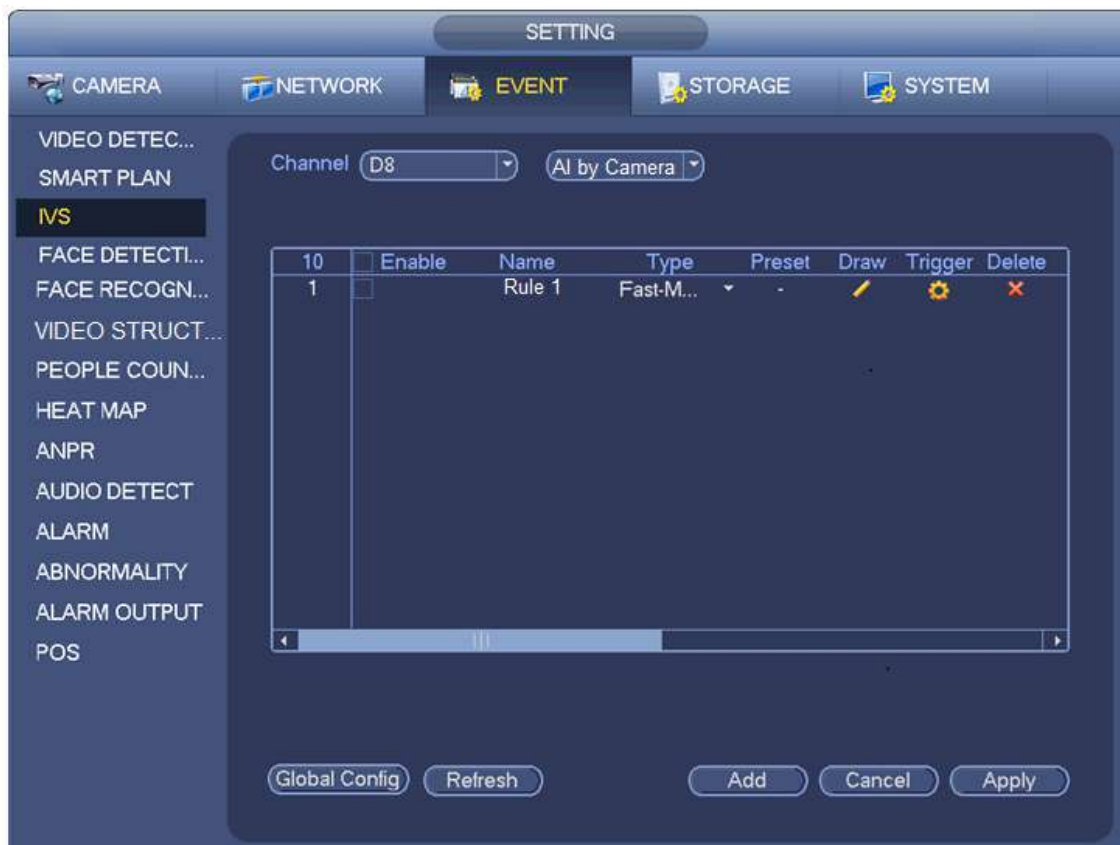 SETTING
CAMERA NETWORK EVENT STORAGE SYSTEM
VIDEO DETEC...
SMART PLAN
IVS
FACE DETECTI...
FACE RECOGN...
VIDEO STRUCT...
PEOPLE COUN...
HEAT MAP
ANPR
AUDIO DETECT
ALARM
ABNORMALITY
ALARM OUTPUT
POS
Channel D8 AI by Camera
10 Enable Name Type Preset Draw Trigger Delete
1 Rule 1 Fast-M... -
Global Config Refresh Add Cancel Apply